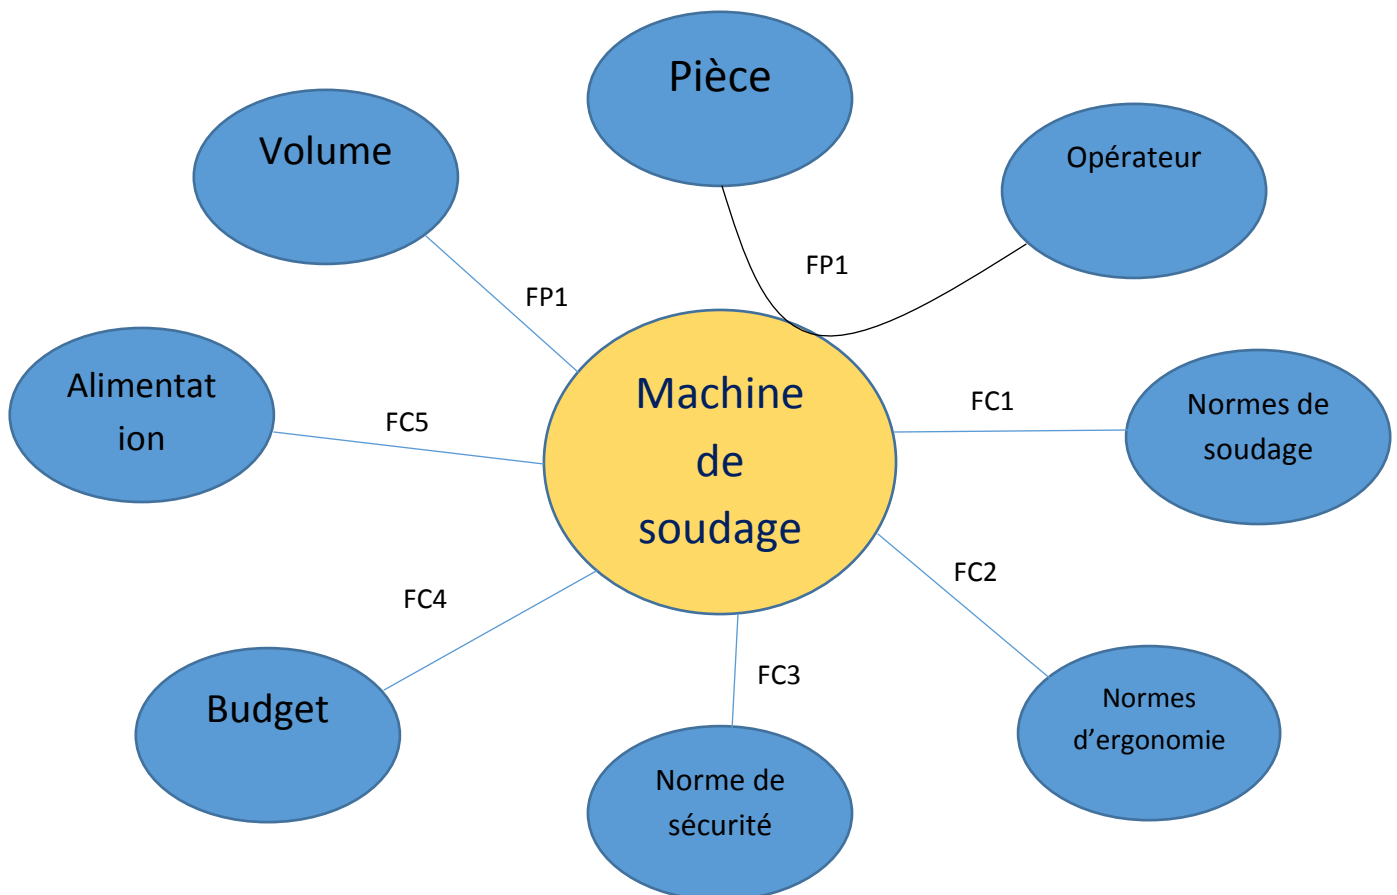 Pièce
Volume
Opérateur
FP1
FP1
Alimentat
ion
FC5
Machine
de
soudage
FC1
Normes de
soudage
FC4
FC2
Budget
FC3
Normes
d’ergonomie
Norme de
sécurité